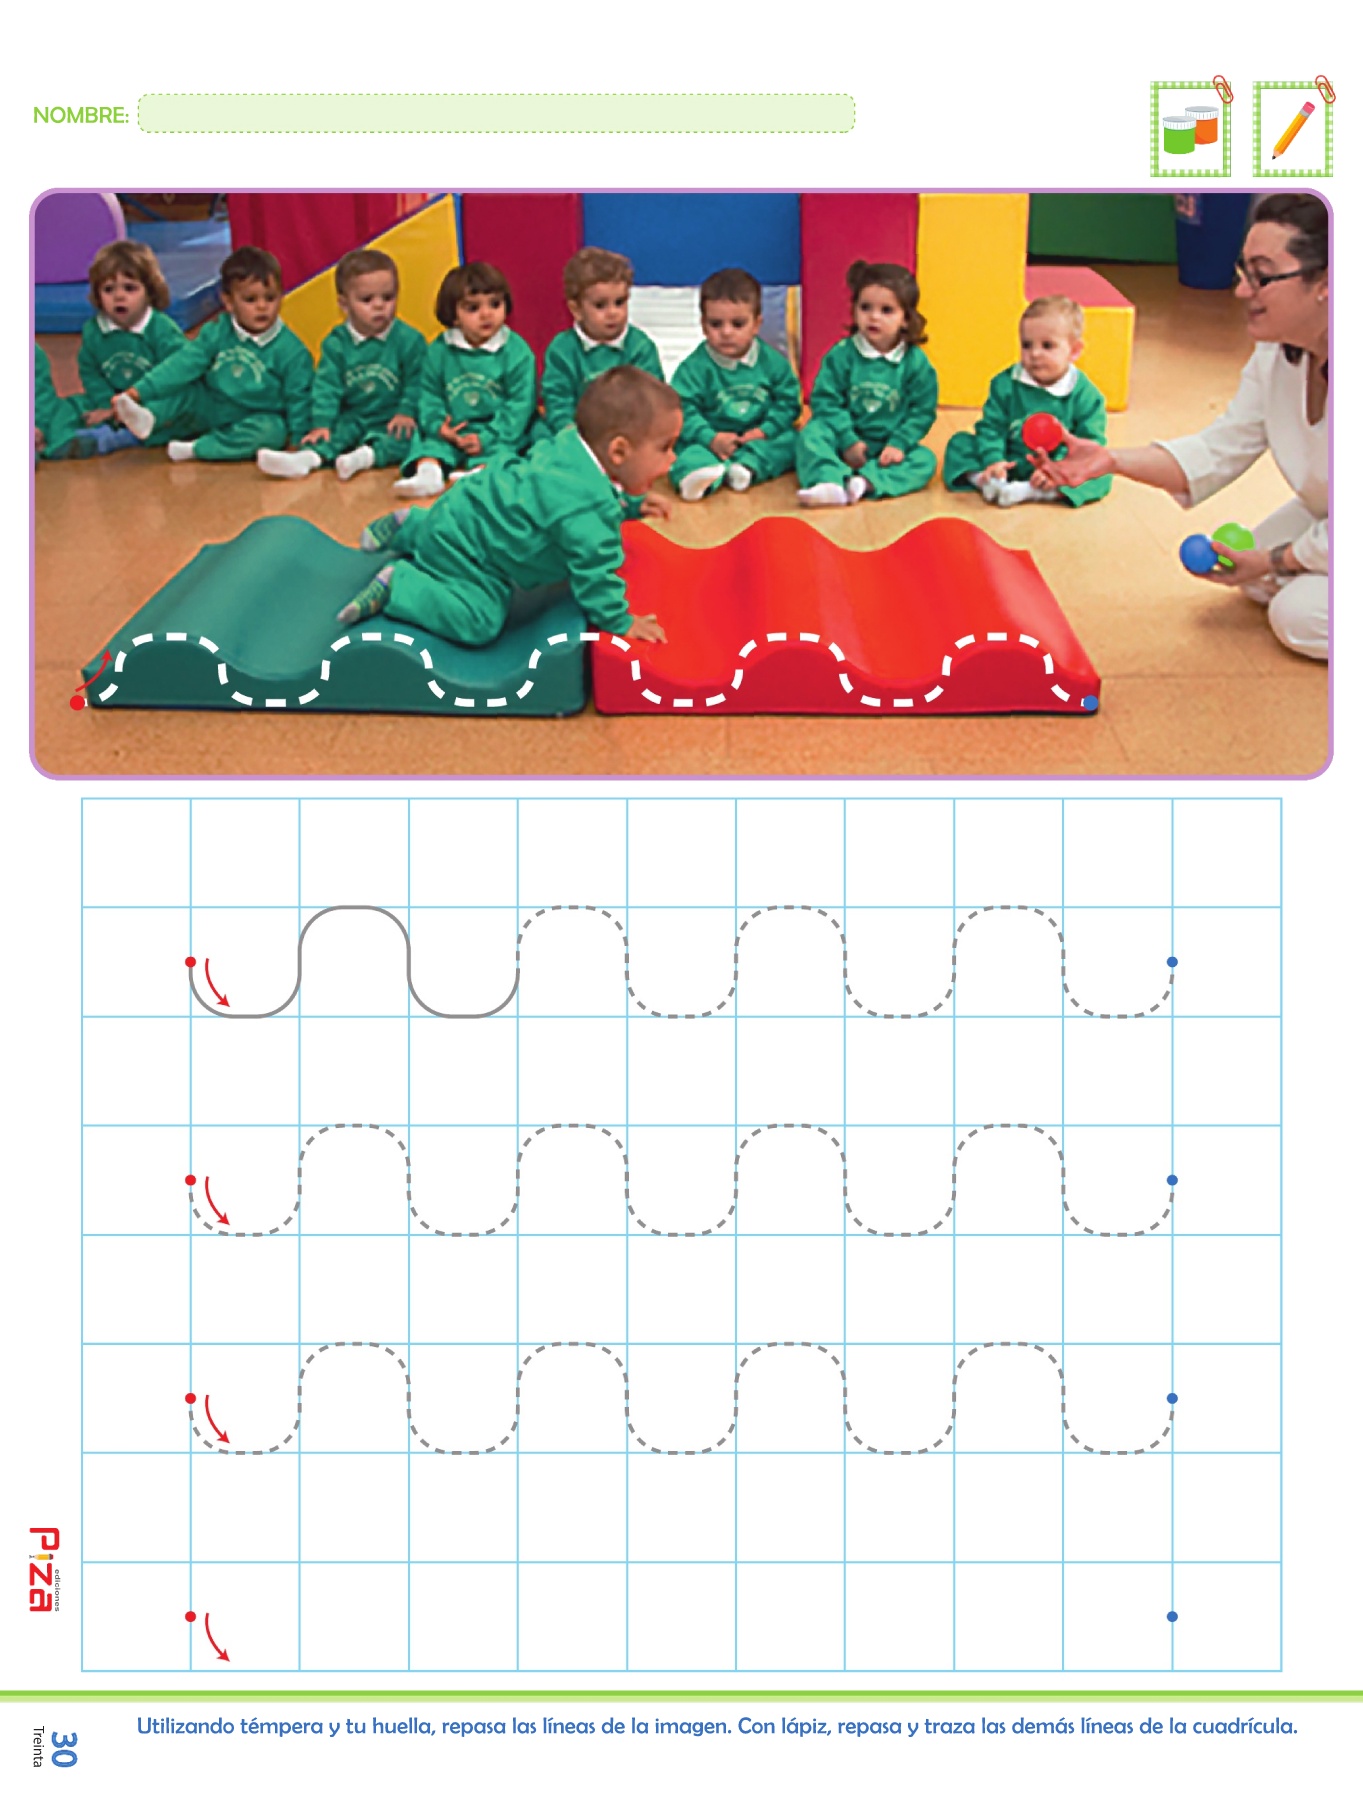 NOMBRE:
Piza
ediciones
30
Treinta
Utilizando témpera y tu huella, repasa las líneas de la imagen. Con lápiz, repasa y traza las demás líneas de la cuadrícula.